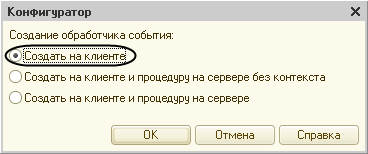 Конфигуратор
Создание обработчика события:
Создать на клиенте
Создать на клиенте и процедуру на сервере без контекста
Создать на клиенте и процедуру на сервере
ОК Отмена Справка